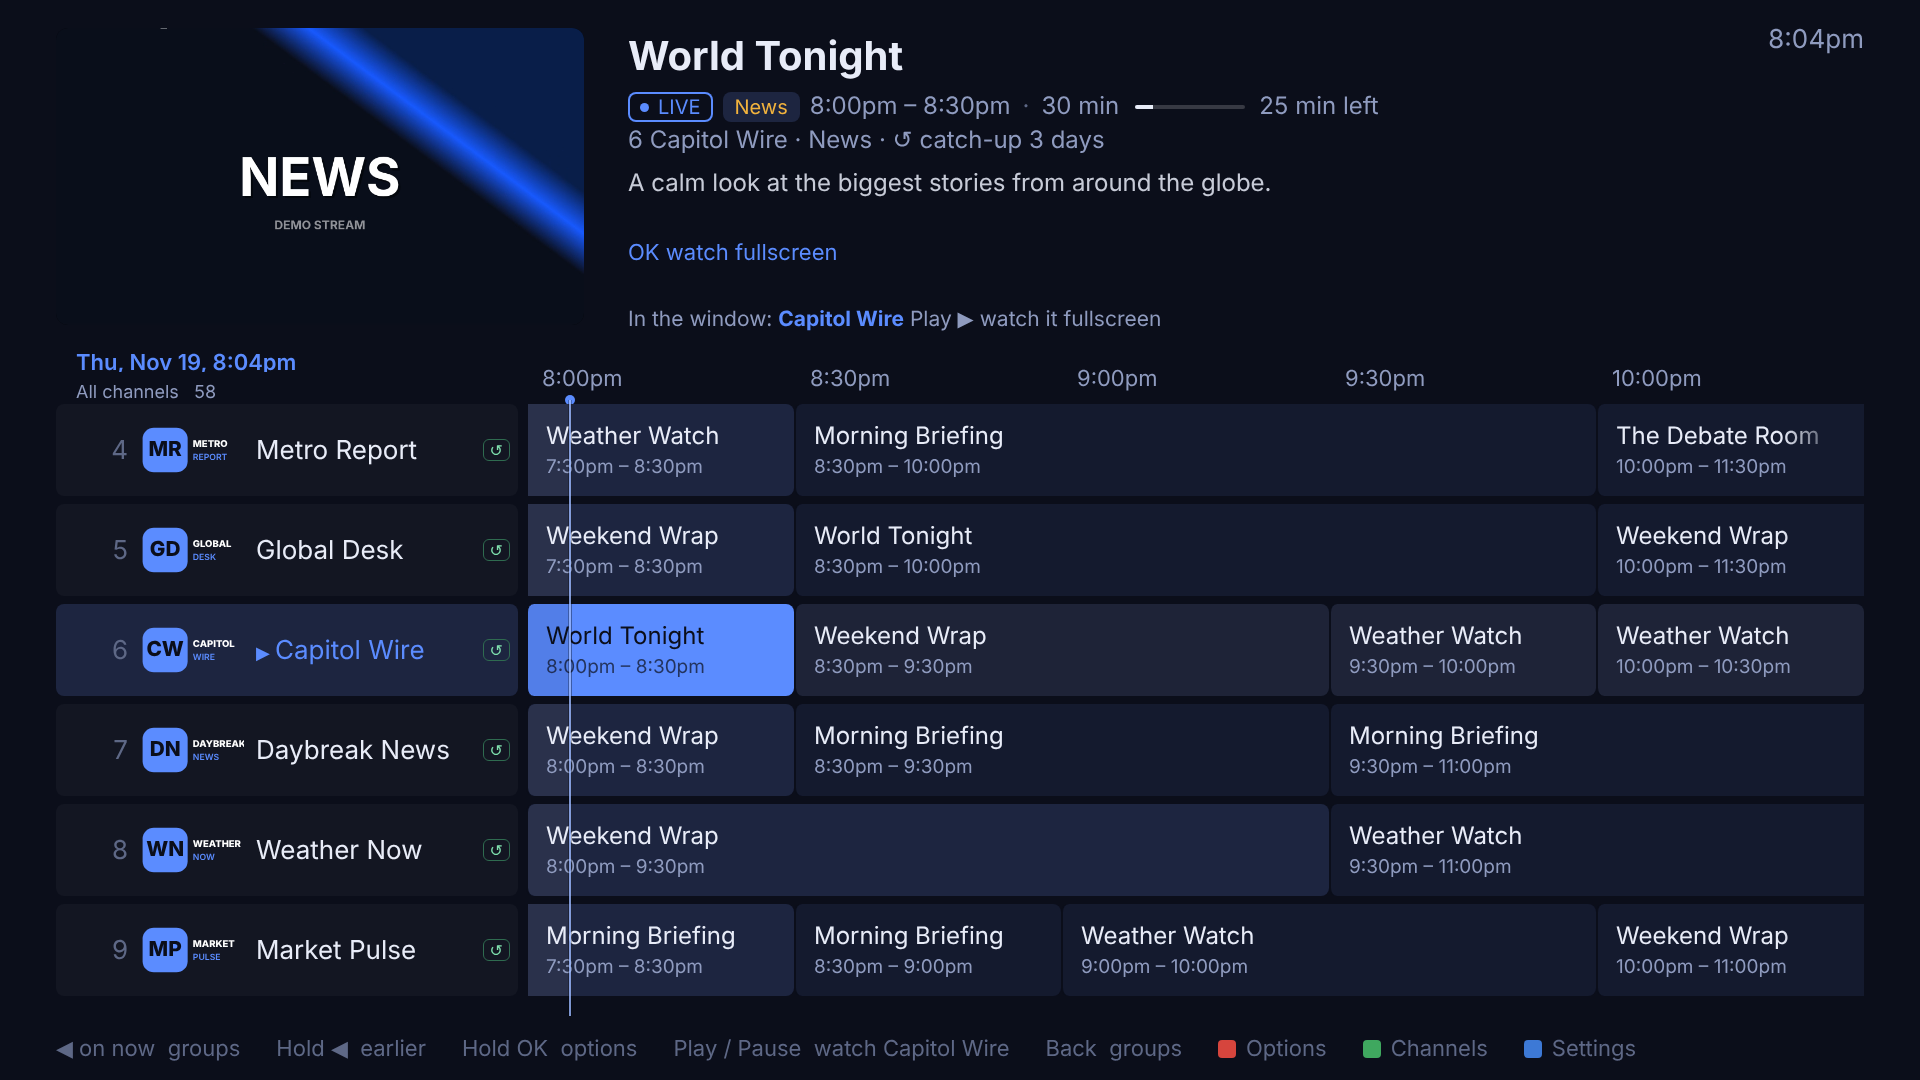 NEWS
DEMO STREAM
World Tonight
8:04pm
LIVE News 8:00pm – 8:30pm · 30 min 25 min left
6 Capitol Wire · News · ↺ catch-up 3 days
A calm look at the biggest stories from around the globe.
OK watch fullscreen
In the window: Capitol Wire Play ▶ watch it fullscreen
Thu, Nov 19, 8:04pm
All channels 58
8:00pm 8:30pm 9:00pm 9:30pm 10:00pm
4 MR METRO REPORT Metro Report ↺
Weather Watch Morning Briefing The Debate Room
7:30pm – 8:30pm 8:30pm – 10:00pm 10:00pm – 11:30pm
5 GD GLOBAL DESK Global Desk ↺
Weekend Wrap World Tonight Weekend Wrap
7:30pm – 8:30pm 8:30pm – 10:00pm 10:00pm – 11:30pm
6 CW CAPITOL WIRE ▶ Capitol Wire ↺
World Tonight Weekend Wrap Weather Watch Weather Watch
8:00pm – 8:30pm 8:30pm – 9:30pm 9:30pm – 10:00pm 10:00pm – 10:30pm
7 DN DAYBREAK NEWS Daybreak News ↺
Weekend Wrap Morning Briefing Morning Briefing
8:00pm – 8:30pm 8:30pm – 9:30pm 9:30pm – 11:00pm
8 WN WEATHER NOW Weather Now ↺
Weekend Wrap Weather Watch
8:00pm – 9:30pm 9:30pm – 11:00pm
9 MP MARKET PULSE Market Pulse ↺
Morning Briefing Morning Briefing Weather Watch Weekend Wrap
7:30pm – 8:30pm 8:30pm – 9:00pm 9:00pm – 10:00pm 10:00pm – 11:00pm
◀ on now groups Hold ◀ earlier Hold OK options Play / Pause watch Capitol Wire Back groups Options Channels Settings